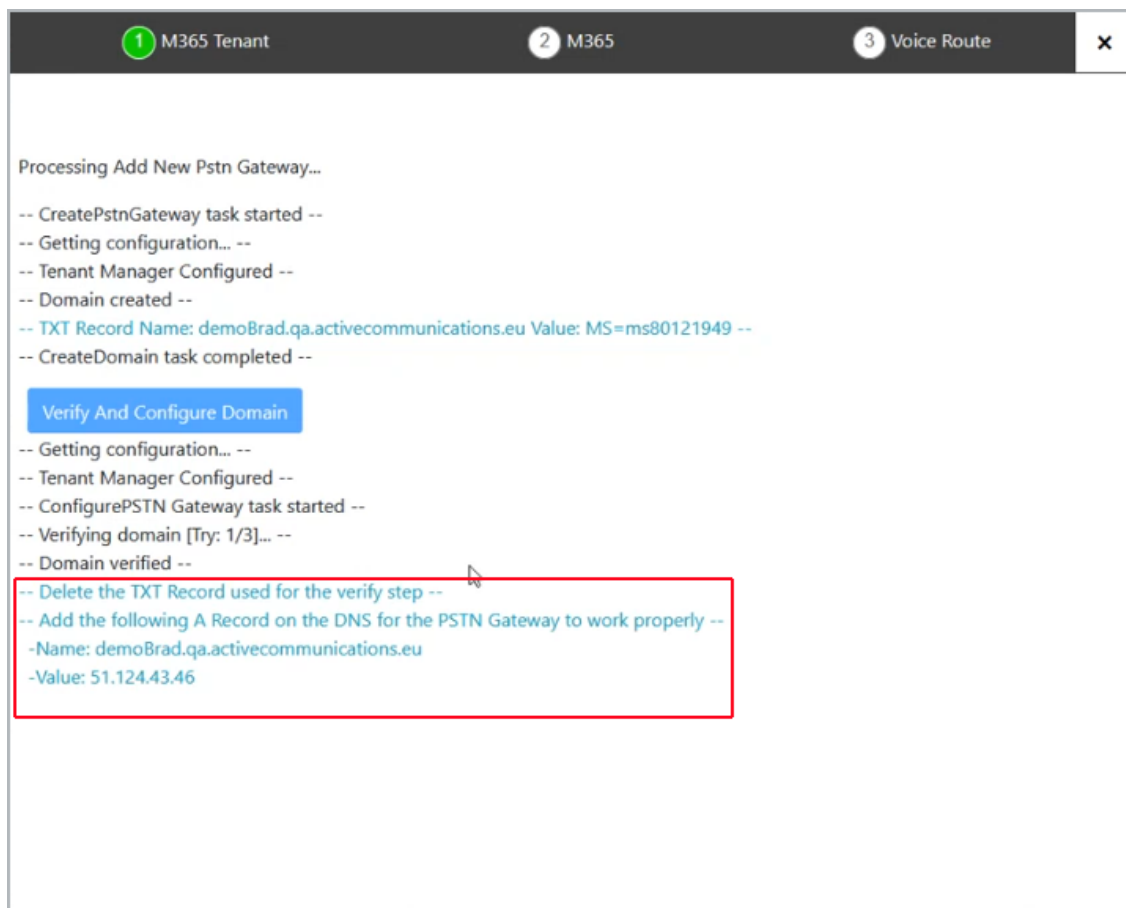 1 M365 Tenant 2 M365 3 Voice Route ×
Processing Add New Pstn Gateway...
-- CreatePstnGateway task started --
-- Getting configuration... --
-- Tenant Manager Configured --
-- Domain created --
-- TXT Record Name: demoBrad.qa.activecommunications.eu Value: MS=ms80121949 --
-- CreateDomain task completed --
Verify And Configure Domain
-- Getting configuration... --
-- Tenant Manager Configured --
-- ConfigurePSTN Gateway task started --
-- Verifying domain [Try: 1/3]... --
-- Domain verified --
-- Delete the TXT Record used for the verify step --
-- Add the following A Record on the DNS for the PSTN Gateway to work properly --
-Name: demoBrad.qa.activecommunications.eu
-Value: 51.124.43.46